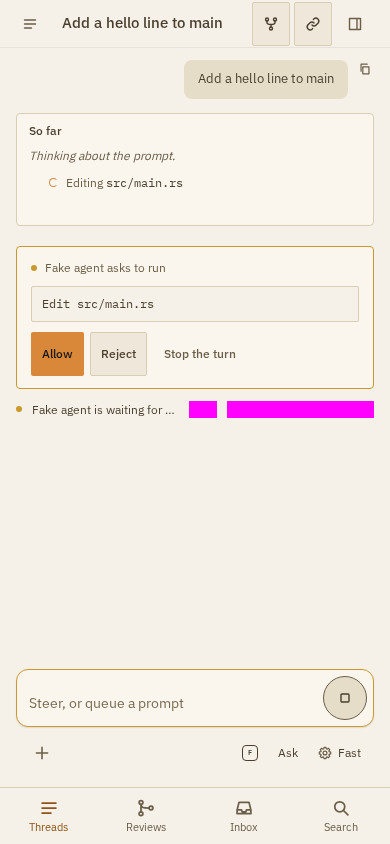 Add a hello line to main
Add a hello line to main
So far
Thinking about the prompt.
Editing src/main.rs
Fake agent asks to run
Edit src/main.rs
Allow
Reject
Stop the turn
Fake agent is waiting for ...
Steer, or queue a prompt
F
Ask
Fast
Threads
Reviews
Inbox
Search